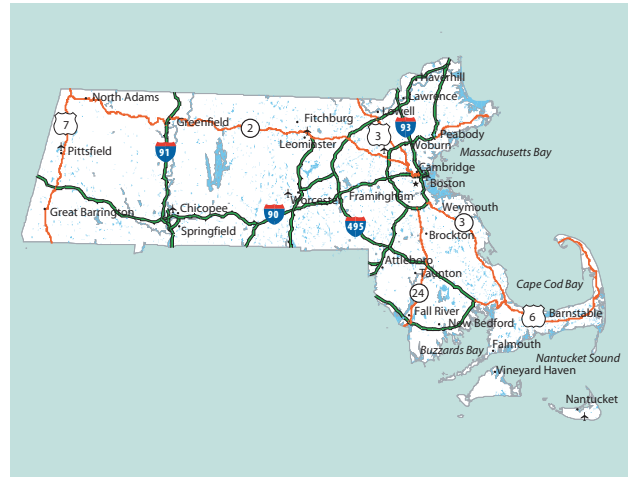 Haverhill
North Adams
Lawrence
Lowell
7
Greenfield
2
Fitchburg
3
93
Peabody
Leominster
Woburn
91
Pittsfield
Massachusetts Bay
Cambridge
Boston
Great Barrington
Chicopee
90
Worcester
Framingham
Weymouth
Springfield
495
3
Brockton
Attleboro
Taunton
Cape Cod Bay
24
Fall River
6
Barnstable
New Bedford
Buzzards Bay
Falmouth
Nantucket Sound
Vineyard Haven
Nantucket